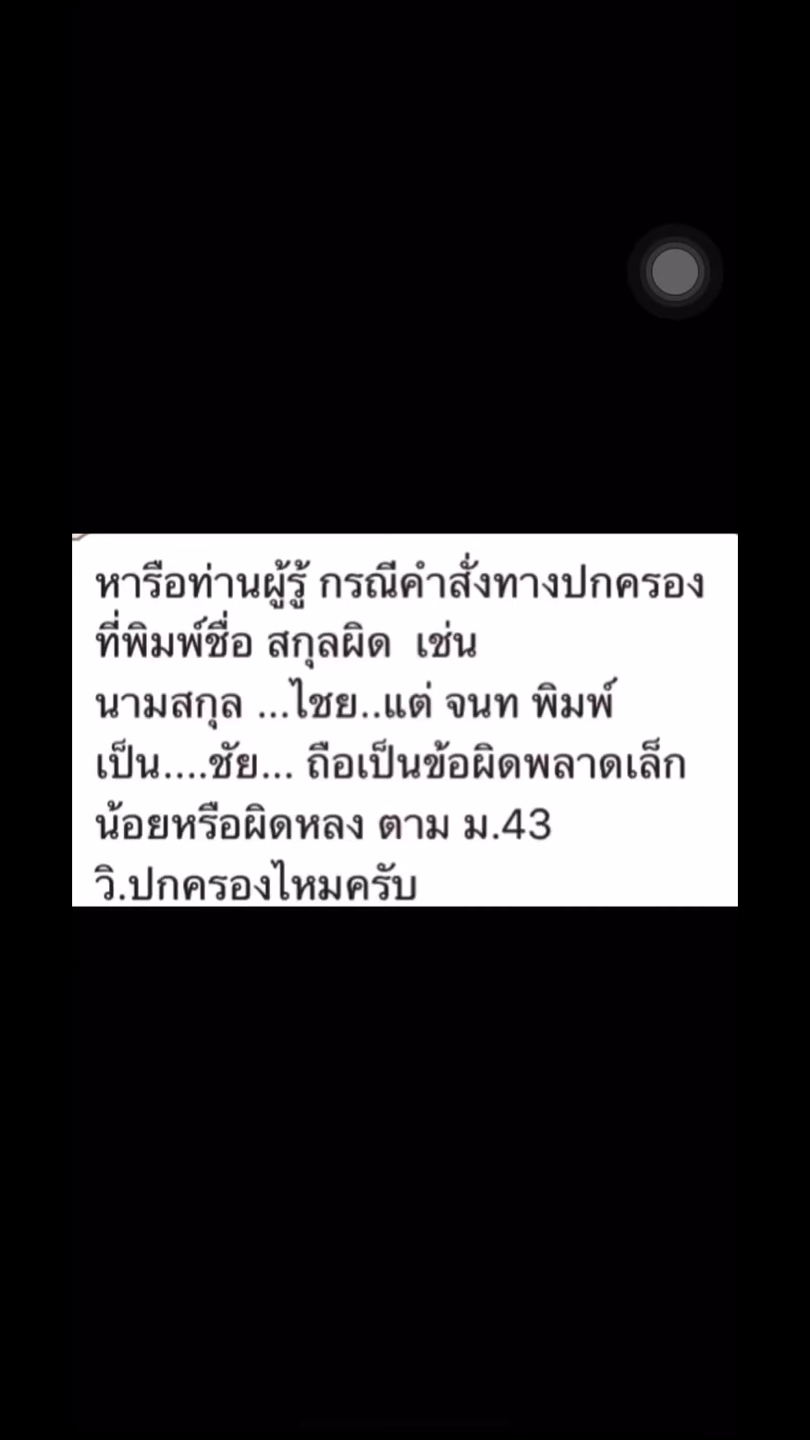 หารือท่านผู้รู้ กรณีคำสั่งทางปกครอง
ที่พิมพ์ชื่อ สกุลผิด เช่น
นามสกุล ...ไชย..แต่ จนท พิมพ์
เป็น....ชัย... ถือเป็นข้อผิดพลาดเล็ก
น้อยหรือผิดหลง ตาม ม.43
วิ.ปกครองไหมครับ